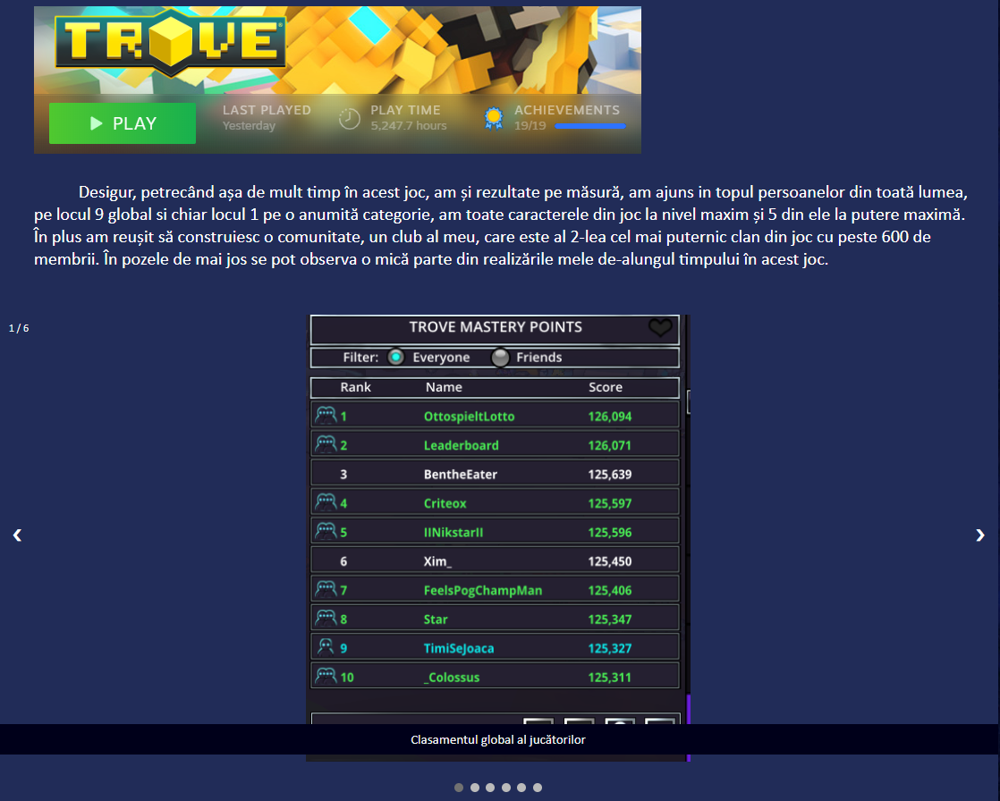 TROVE
PLAY
LAST PLAYED
Yesterday
PLAY TIME
5,247.7 hours
ACHIEVEMENTS
19/19
Desigur, petrecând așa de mult timp în acest joc, am și rezultate pe măsură, am ajuns in topul persoanelor din toată lumea,
pe locul 9 global si chiar locul 1 pe o anumită categorie, am toate caracterele din joc la nivel maxim și 5 din ele la putere maximă.
În plus am reușit să construiesc o comunitate, un club al meu, care este al 2-lea cel mai puternic clan din joc cu peste 600 de
membrii. În pozele de mai jos se pot observa o mică parte din realizările mele de-alungul timpului în acest joc.
1 / 6
TROVE MASTERY POINTS
Filter: Everyone Friends
Rank Name Score
1 OttospieltLotto 126,094
2 Leaderboard 126,071
3 BentheEater 125,639
4 Criteox 125,597
5 IINikstarII 125,596
6 Xim_ 125,450
7 FeelsPogChampMan 125,406
8 Star 125,347
9 TimiSeJoaca 125,327
10 _Colossus 125,311
Clasamentul global al jucătorilor